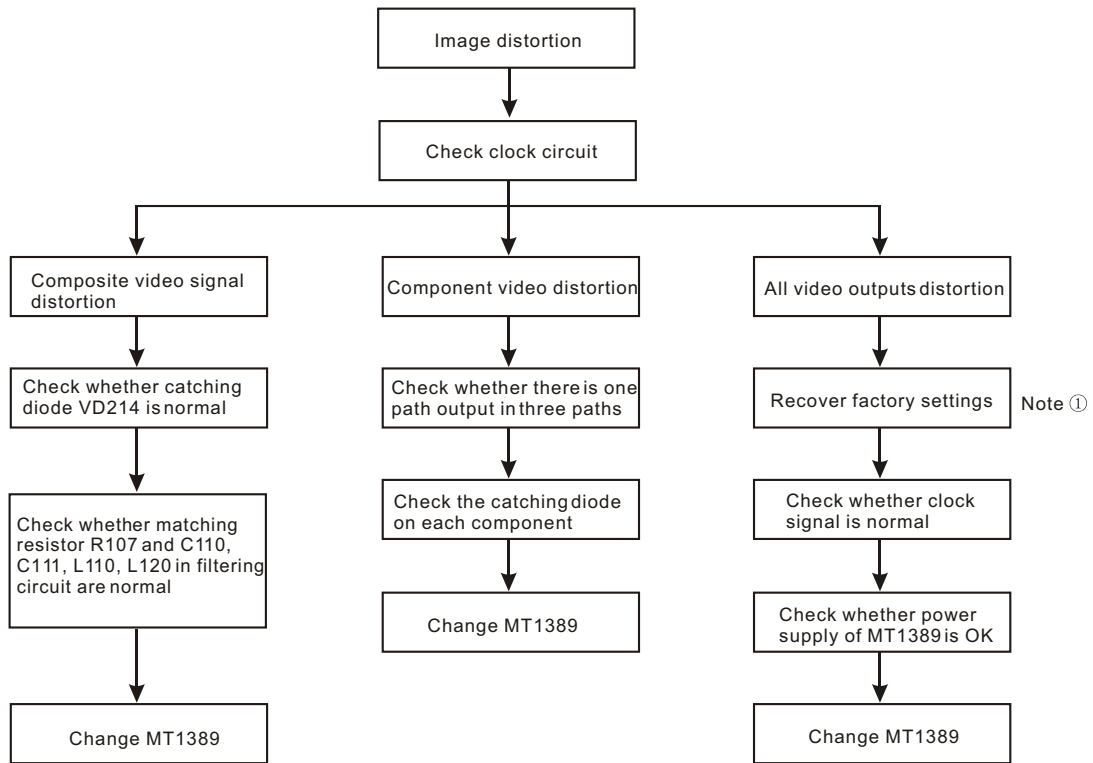 Image distortion
Check clock circuit
Composite video signal
distortion
Check whether catching
diode VD214 is normal
Check whether matching
resistor R107 and C110,
C111, L110, L120 in filtering
circuit are normal
Change MT1389
Component video distortion
Check whether there is one
path output in three paths
Check the catching diode
on each component
Change MT1389
All video outputs distortion
Recover factory settings
Note ①
Check whether clock
signal is normal
Check whether power
supply of MT1389 is OK
Change MT1389